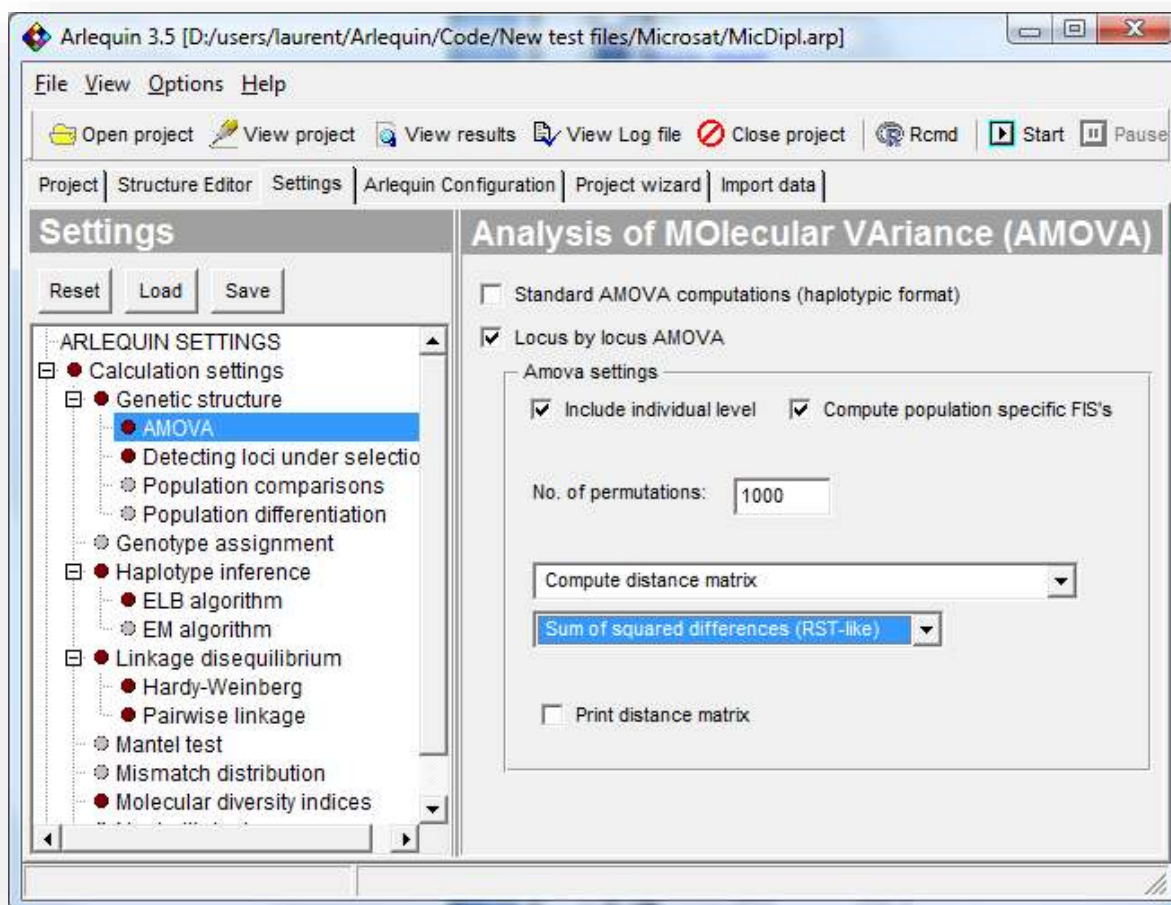 Arlequin 3.5 [D:/users/laurent/Arlequin/Code/New test files/Microsat/MicDipl.arp]
File View Options Help
Open project View project View results View Log file Close project Rcmd Start Pause
Project Structure Editor Settings Arlequin Configuration Project wizard Import data
Settings
Reset Load Save
ARLEQUIN SETTINGS
Calculation settings
Genetic structure
AMOVA
Detecting loci under selectio
Population comparisons
Population differentiation
Genotype assignment
Haplotype inference
ELB algorithm
EM algorithm
Linkage disequilibrium
Hardy-Weinberg
Pairwise linkage
Mantel test
Mismatch distribution
Molecular diversity indices
Analysis of MOlecular VAriance (AMOVA)
Standard AMOVA computations (haplotypic format)
Locus by locus AMOVA
Amova settings
Include individual level Compute population specific FIS's
No. of permutations: 1000
Compute distance matrix
Sum of squared differences (RST-like)
Print distance matrix